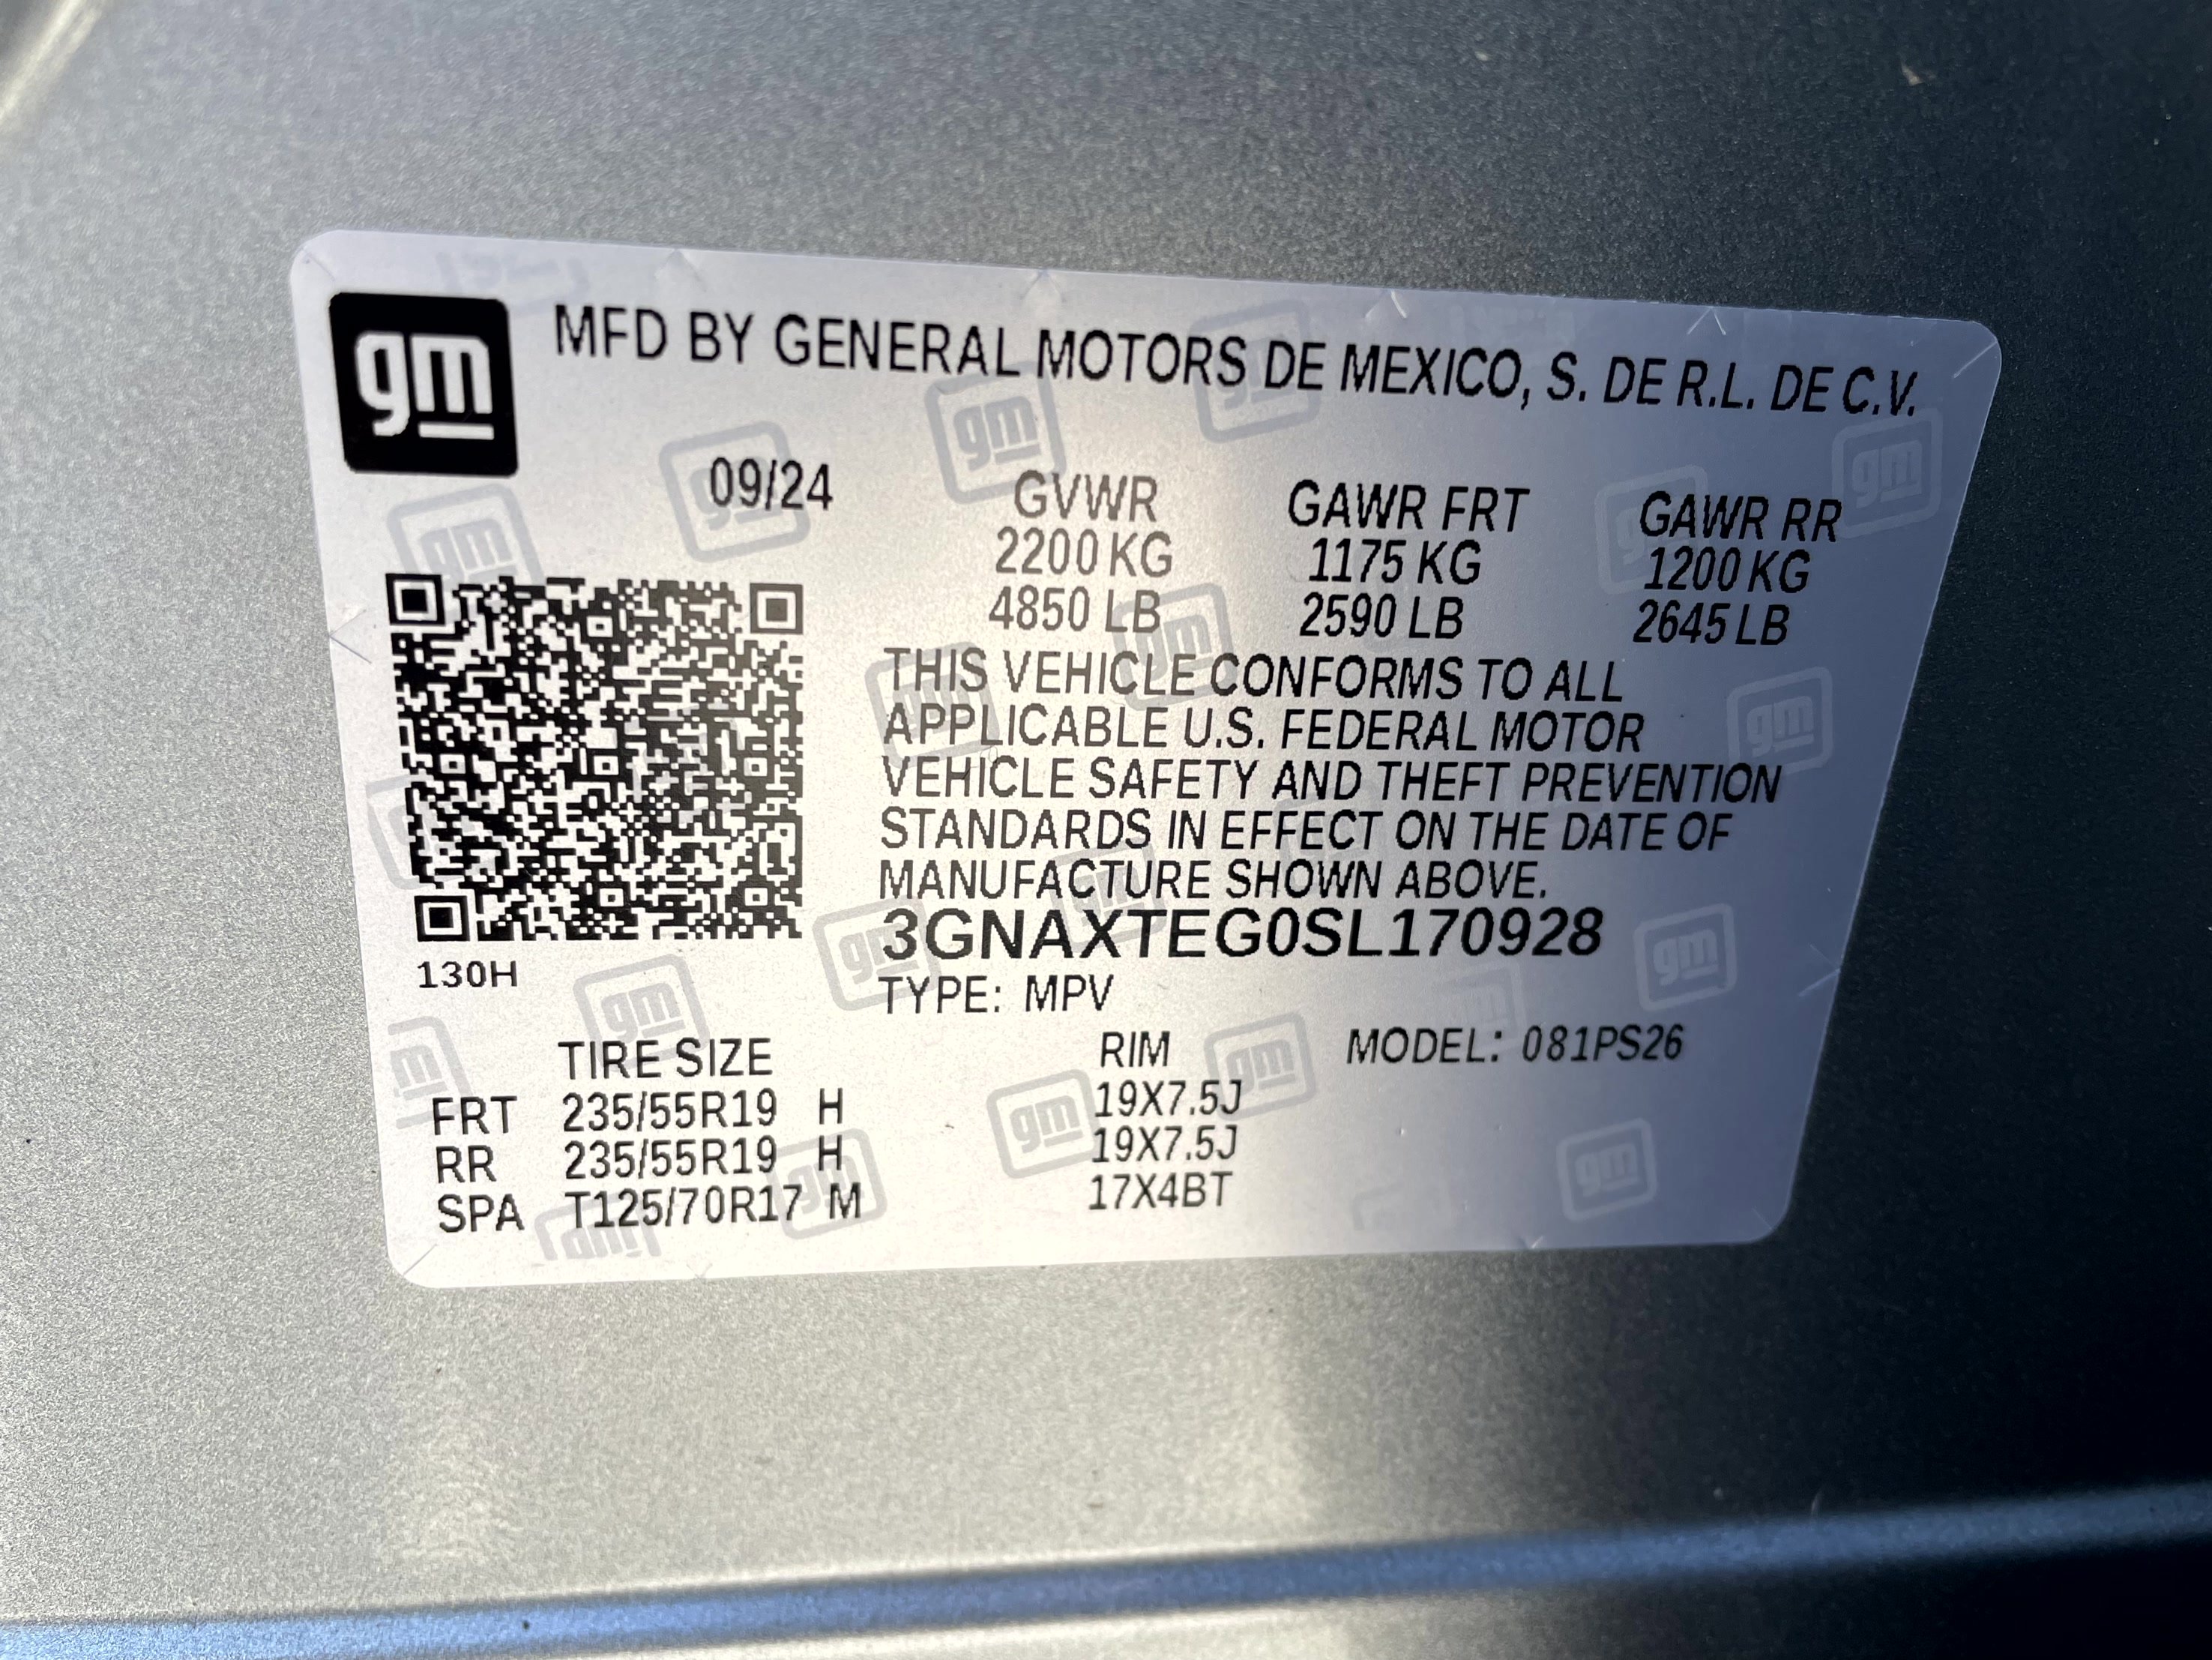 gm MFD BY GENERAL MOTORS DE MEXICO, S. DE R.L. DE C.V.
09/24 GVWR GAWR FRT GAWR RR
2200 KG 1175 KG 1200 KG
4850 LB 2590 LB 2645 LB
THIS VEHICLE CONFORMS TO ALL
APPLICABLE U.S. FEDERAL MOTOR
VEHICLE SAFETY AND THEFT PREVENTION
STANDARDS IN EFFECT ON THE DATE OF
MANUFACTURE SHOWN ABOVE.
3GNAXTEG0SL170928
130H
TYPE: MPV
TIRE SIZE RIM MODEL: 081PS26
FRT 235/55R19 H 19X7.5J
RR 235/55R19 H 19X7.5J
SPA T125/70R17 M 17X4BT